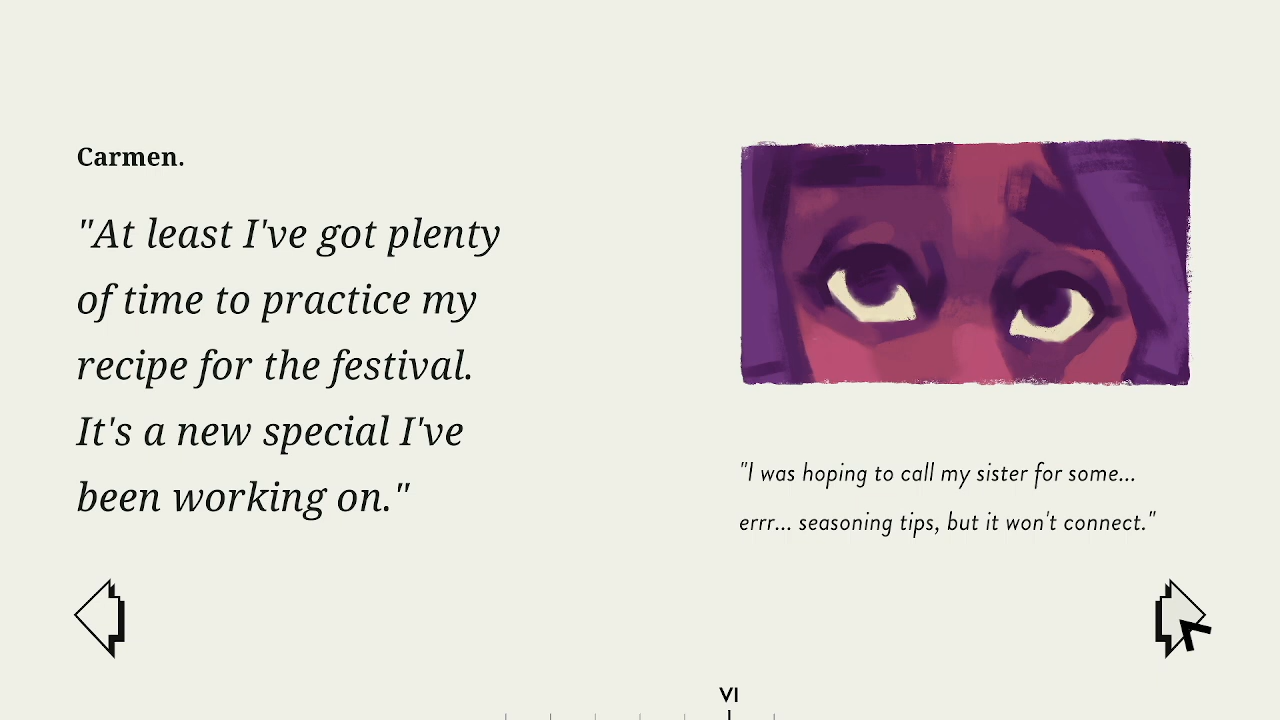 Carmen.
"At least I've got plenty
of time to practice my
recipe for the festival.
It's a new special I've
been working on."
"I was hoping to call my sister for some...
errr... seasoning tips, but it won't connect."
VI